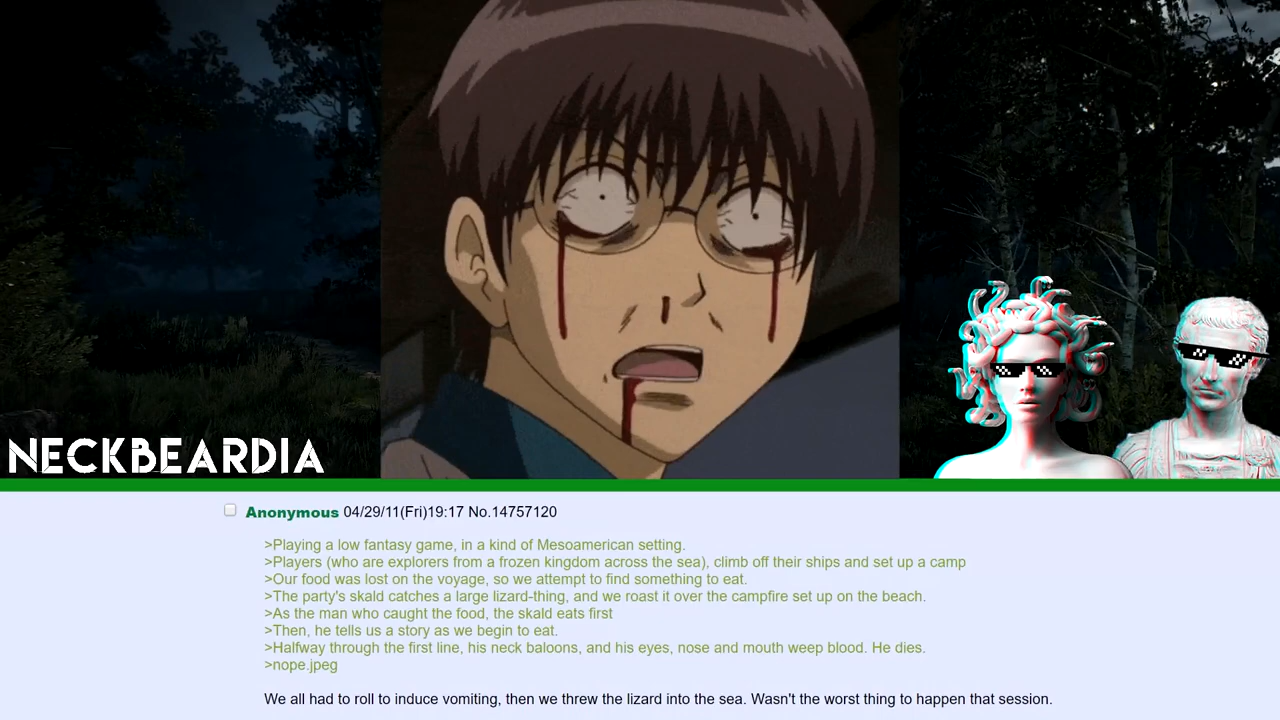 NECKBEARDIA
Anonymous 04/29/11(Fri)19:17 No.14757120
>Playing a low fantasy game, in a kind of Mesoamerican setting.
>Players (who are explorers from a frozen kingdom across the sea), climb off their ships and set up a camp
>Our food was lost on the voyage, so we attempt to find something to eat.
>The party's skald catches a large lizard-thing, and we roast it over the campfire set up on the beach.
>As the man who caught the food, the skald eats first
>Then, he tells us a story as we begin to eat.
>Halfway through the first line, his neck baloons, and his eyes, nose and mouth weep blood. He dies.
>nope.jpeg
We all had to roll to induce vomiting, then we threw the lizard into the sea. Wasn't the worst thing to happen that session.